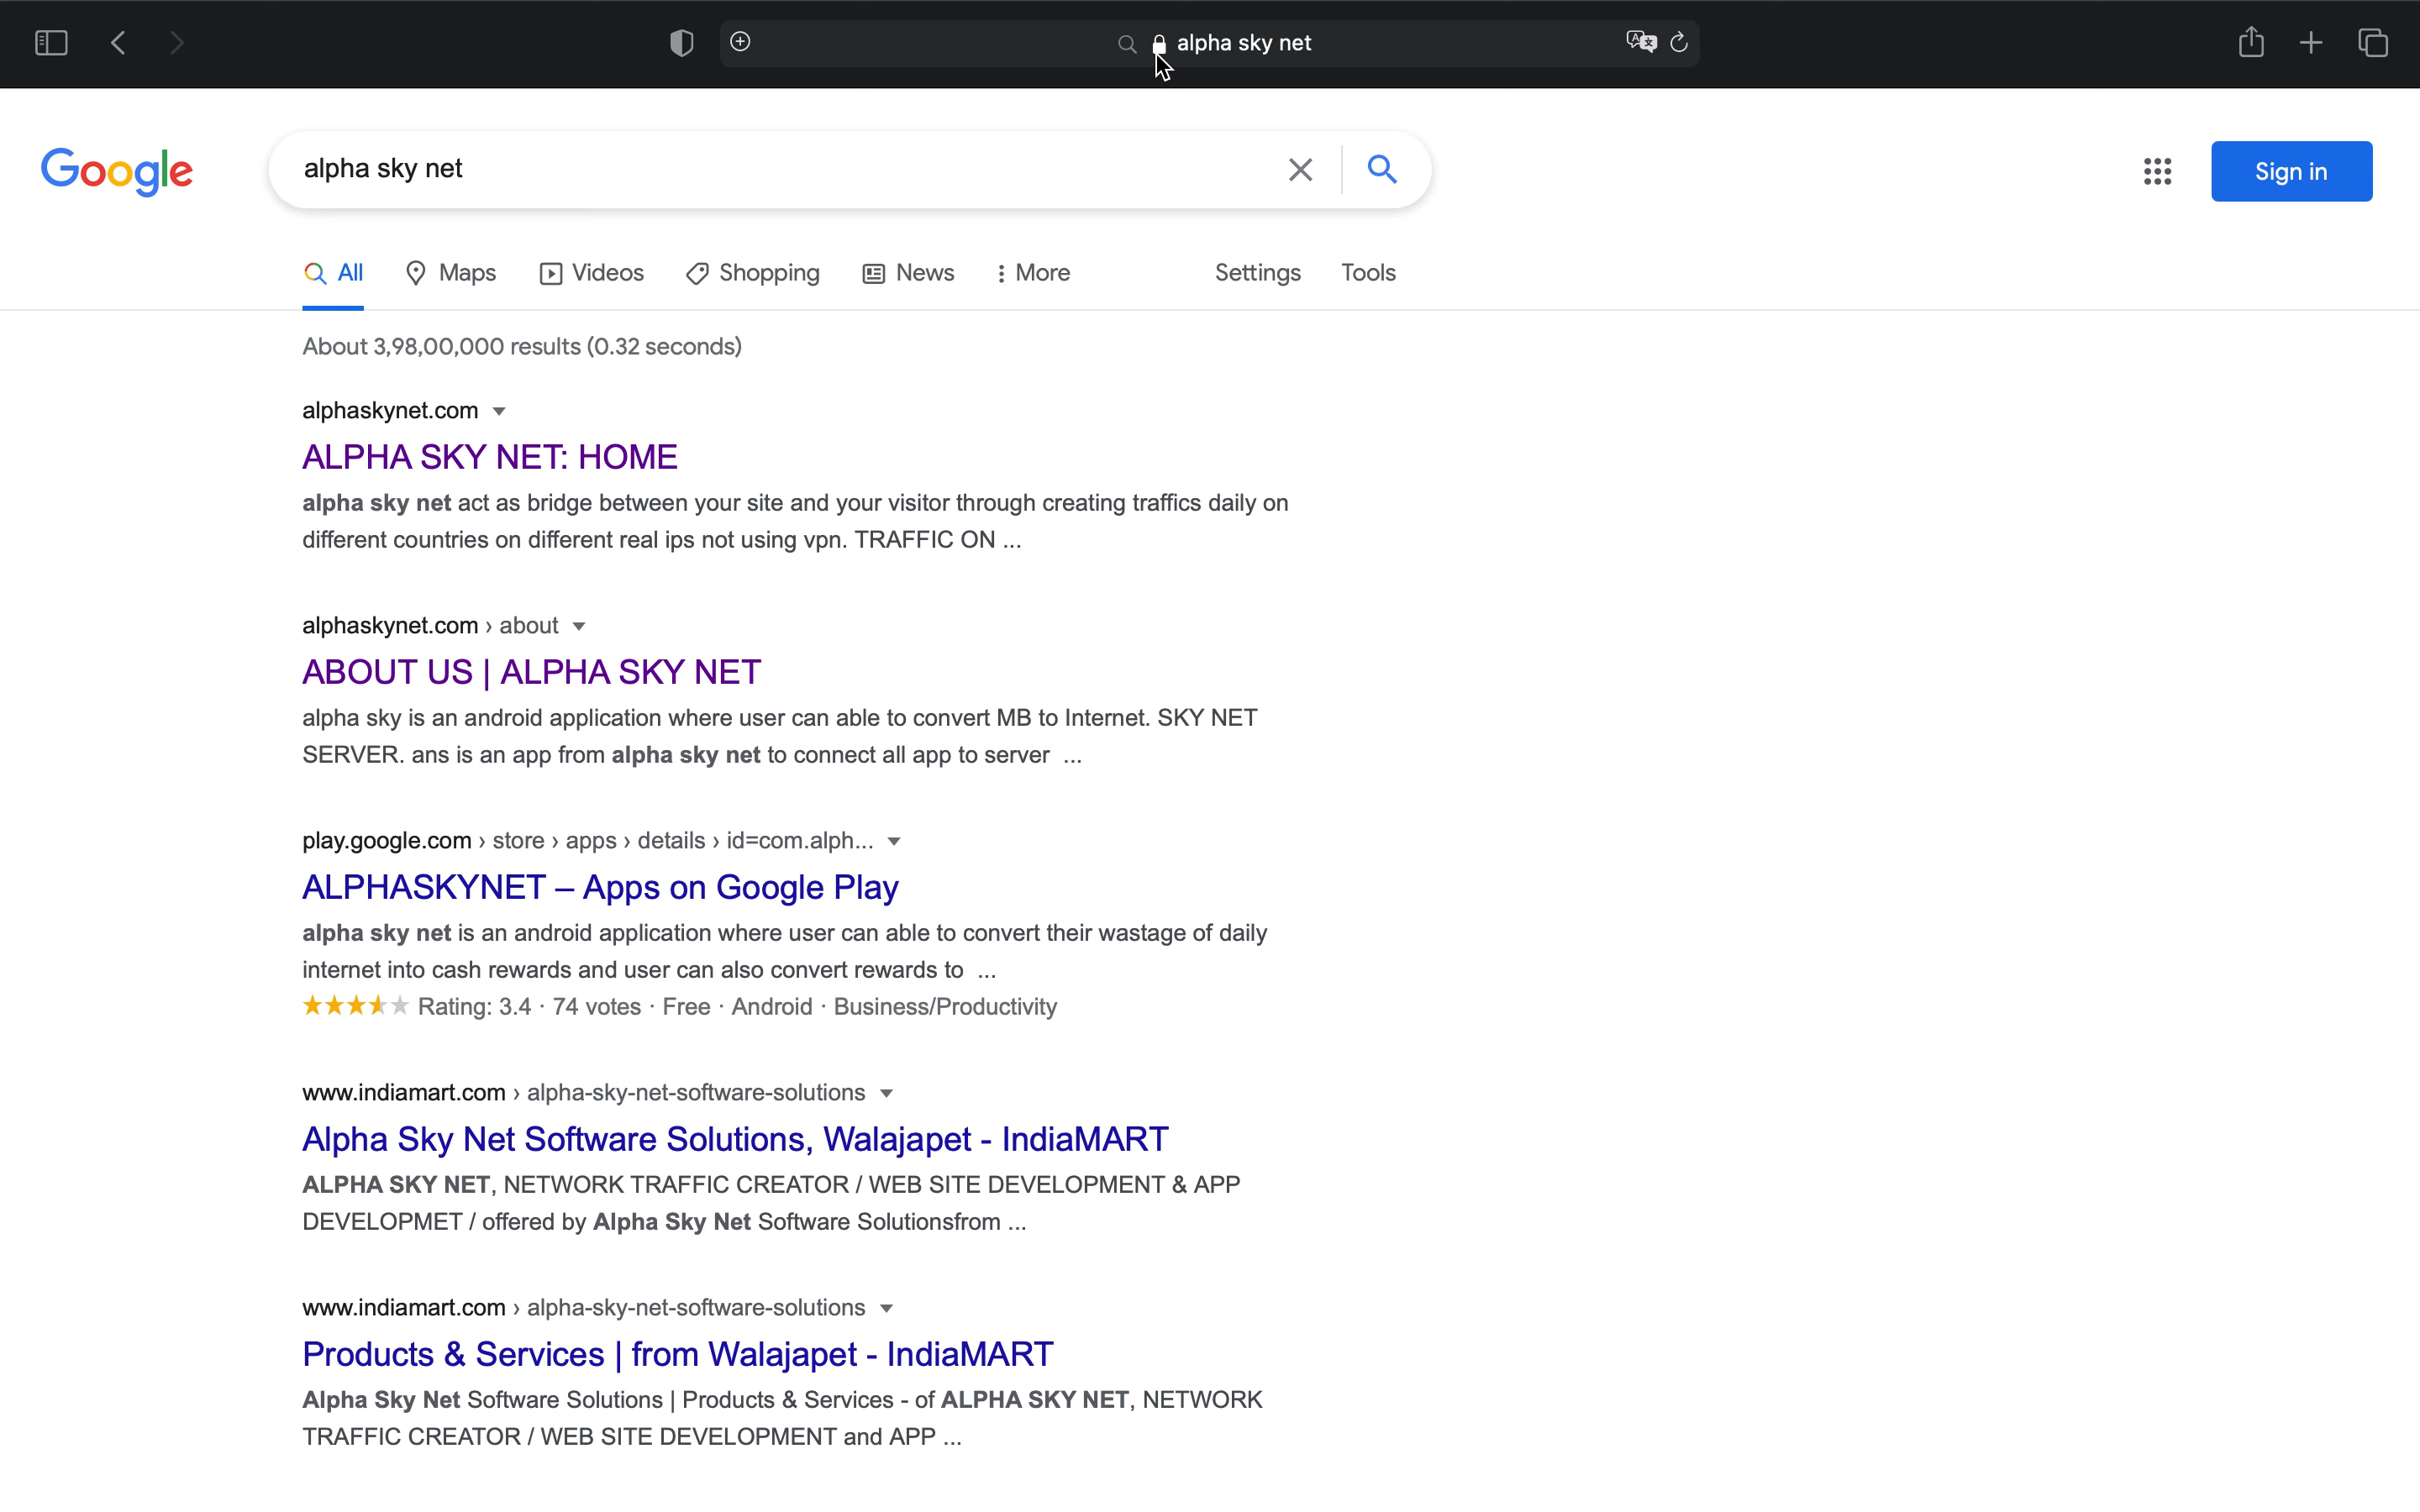 alpha sky net
Google
alpha sky net
Sign in
All Maps Videos Shopping News More Settings Tools
About 3,98,00,000 results (0.32 seconds)
alphaskynet.com
ALPHA SKY NET: HOME
alpha sky net act as bridge between your site and your visitor through creating traffics daily on
different countries on different real ips not using vpn. TRAFFIC ON ...
alphaskynet.com › about
ABOUT US | ALPHA SKY NET
alpha sky is an android application where user can able to convert MB to Internet. SKY NET
SERVER. ans is an app from alpha sky net to connect all app to server ...
play.google.com › store › apps › details › id=com.alph...
ALPHASKYNET – Apps on Google Play
alpha sky net is an android application where user can able to convert their wastage of daily
internet into cash rewards and user can also convert rewards to ...
Rating: 3.4 · 74 votes · Free · Android · Business/Productivity
www.indiamart.com › alpha-sky-net-software-solutions
Alpha Sky Net Software Solutions, Walajapet - IndiaMART
ALPHA SKY NET, NETWORK TRAFFIC CREATOR / WEB SITE DEVELOPMENT & APP
DEVELOPMET / offered by Alpha Sky Net Software Solutionsfrom ...
www.indiamart.com › alpha-sky-net-software-solutions
Products & Services | from Walajapet - IndiaMART
Alpha Sky Net Software Solutions | Products & Services - of ALPHA SKY NET, NETWORK
TRAFFIC CREATOR / WEB SITE DEVELOPMENT and APP ...